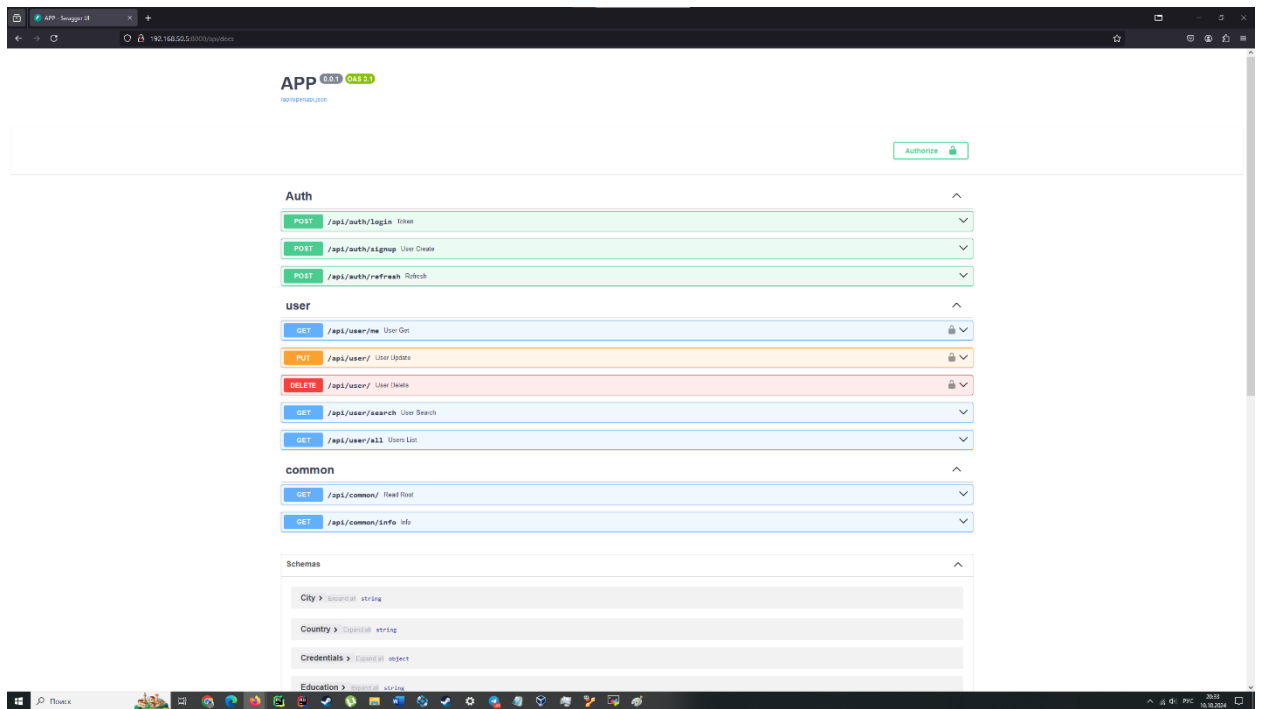 APP - Swagger UI
192.168.50.5:8000/api/docs
APP 0.0.1 OAS 3.1
/api/openapi.json
Authorize
Auth
POST /api/auth/login Token
POST /api/auth/signup User Create
POST /api/auth/refresh Refresh
user
GET /api/user/me User Get
PUT /api/user/ User Update
DELETE /api/user/ User Delete
GET /api/user/search User Search
GET /api/user/all Users List
common
GET /api/common/ Read Root
GET /api/common/info Info
Schemas
City Expand all string
Country Expand all string
Credentials Expand all object
Education Expand all string
Поиск
РУС
20:33
10.10.2024